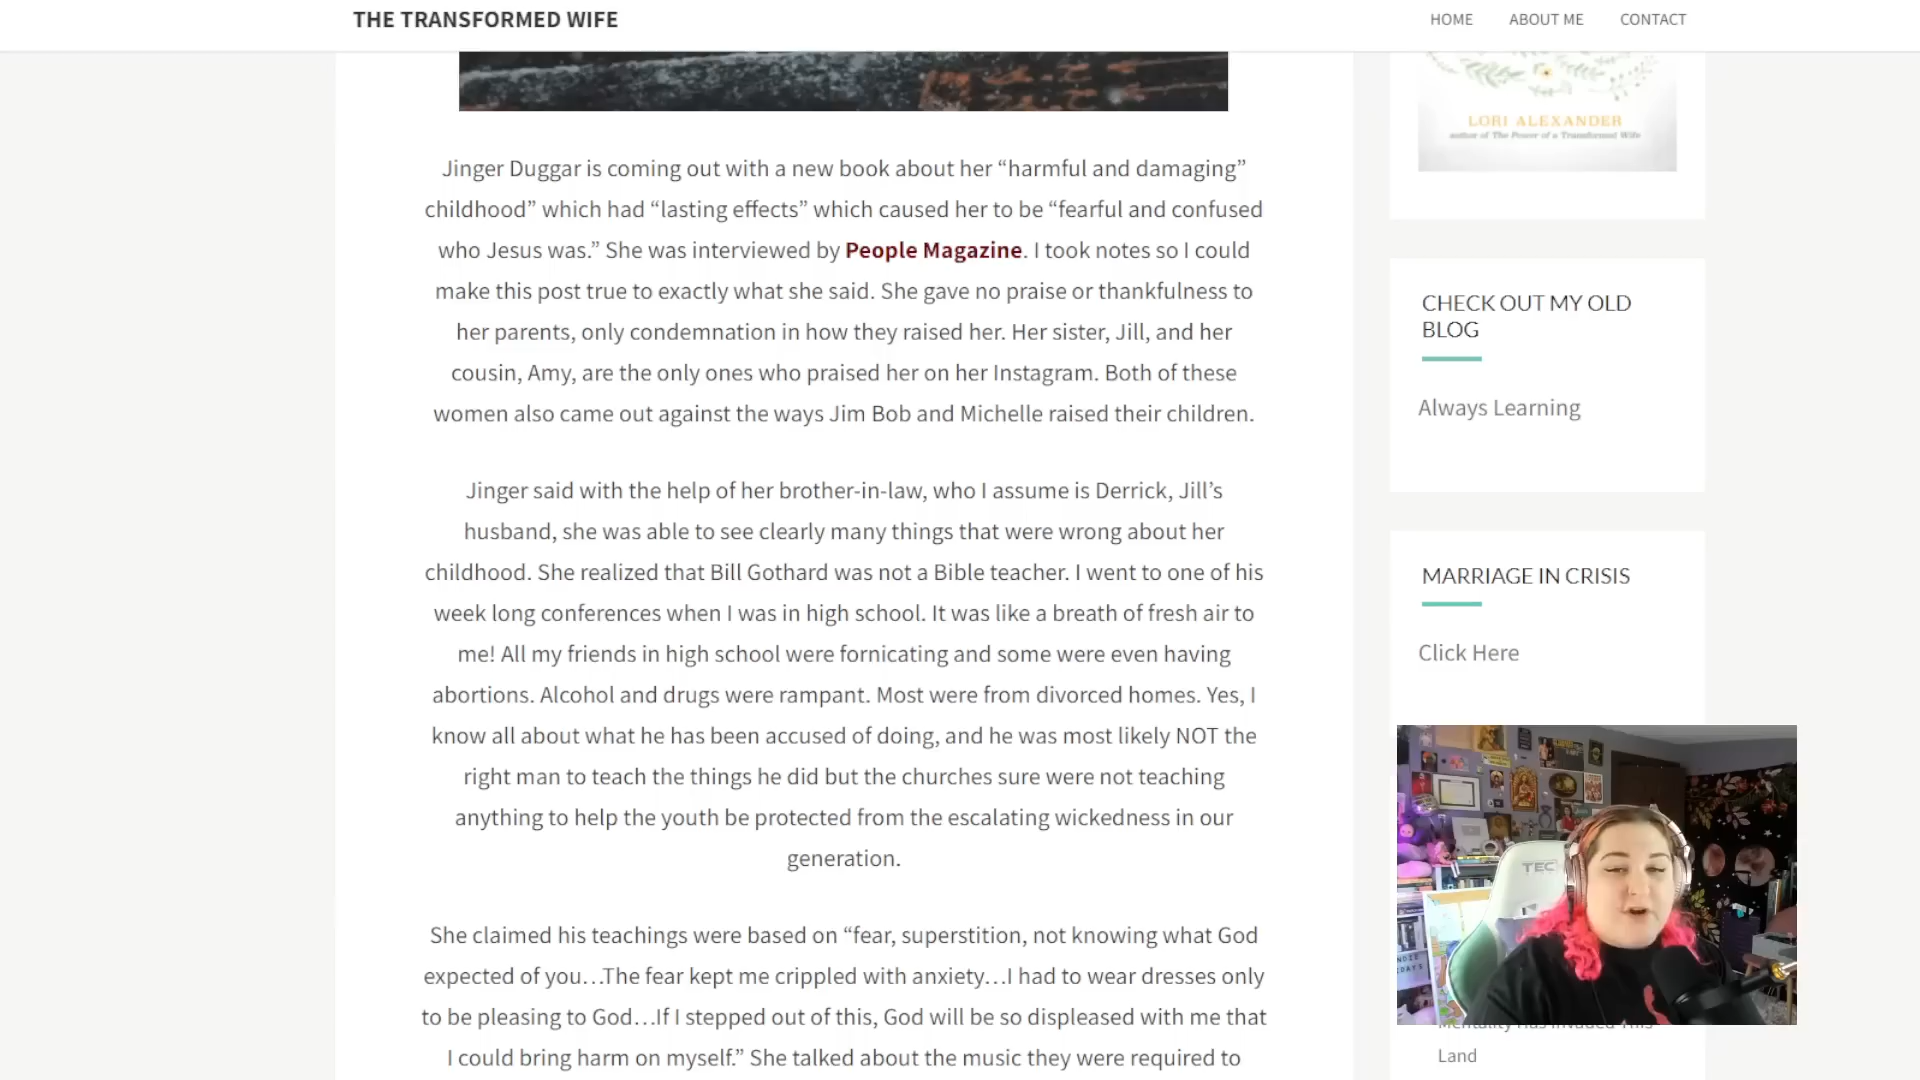 THE TRANSFORMED WIFE
HOME
ABOUT ME
CONTACT
Jinger Duggar is coming out with a new book about her “harmful and damaging”
childhood” which had “lasting effects” which caused her to be “fearful and confused
who Jesus was.” She was interviewed by People Magazine. I took notes so I could
make this post true to exactly what she said. She gave no praise or thankfulness to
her parents, only condemnation in how they raised her. Her sister, Jill, and her
cousin, Amy, are the only ones who praised her on her Instagram. Both of these
women also came out against the ways Jim Bob and Michelle raised their children.
Jinger said with the help of her brother-in-law, who I assume is Derrick, Jill’s
husband, she was able to see clearly many things that were wrong about her
childhood. She realized that Bill Gothard was not a Bible teacher. I went to one of his
week long conferences when I was in high school. It was like a breath of fresh air to
me! All my friends in high school were fornicating and some were even having
abortions. Alcohol and drugs were rampant. Most were from divorced homes. Yes, I
know all about what he has been accused of doing, and he was most likely NOT the
right man to teach the things he did but the churches sure were not teaching
anything to help the youth be protected from the escalating wickedness in our
generation.
She claimed his teachings were based on “fear, superstition, not knowing what God
expected of you…The fear kept me crippled with anxiety…I had to wear dresses only
to be pleasing to God…If I stepped out of this, God will be so displeased with me that
I could bring harm on myself.” She talked about the music they were required to
LORI ALEXANDER
author of The Power of a Transformed Wife
CHECK OUT MY OLD
BLOG
Always Learning
MARRIAGE IN CRISIS
Click Here
TEC
Mentality Has Invaded This
Land